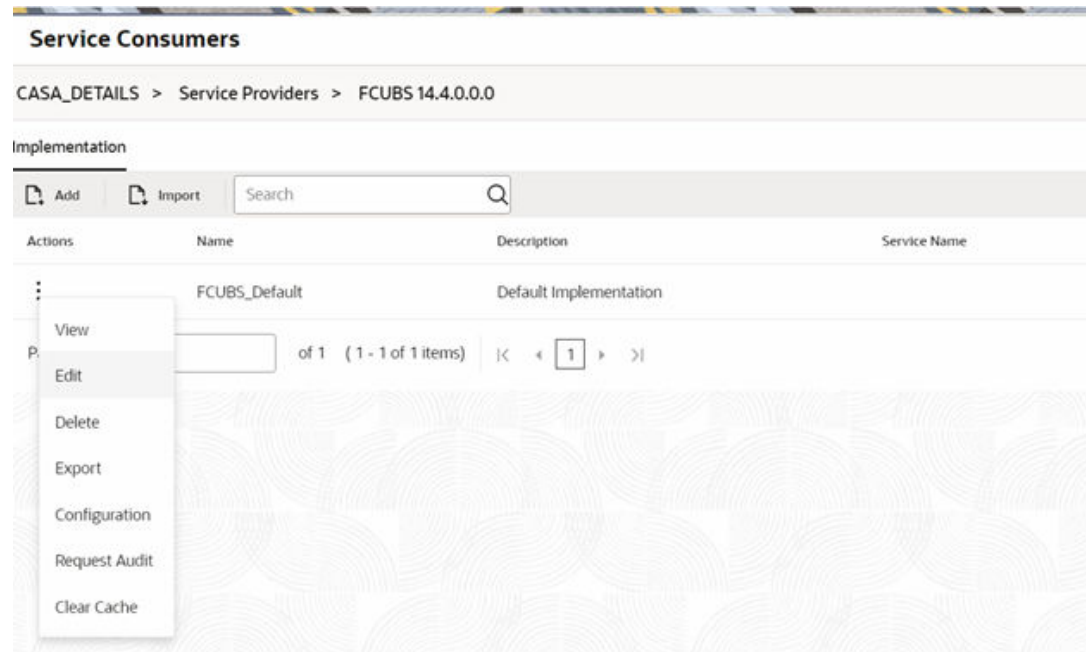 Service Consumers
CASA_DETAILS > Service Providers > FCUBS 14.4.0.0.0
Implementation
Add Import Search
Actions Name Description Service Name
FCUBS_Default Default Implementation
View
of 1 (1 - 1 of 1 items) 1
Edit
Delete
Export
Configuration
Request Audit
Clear Cache